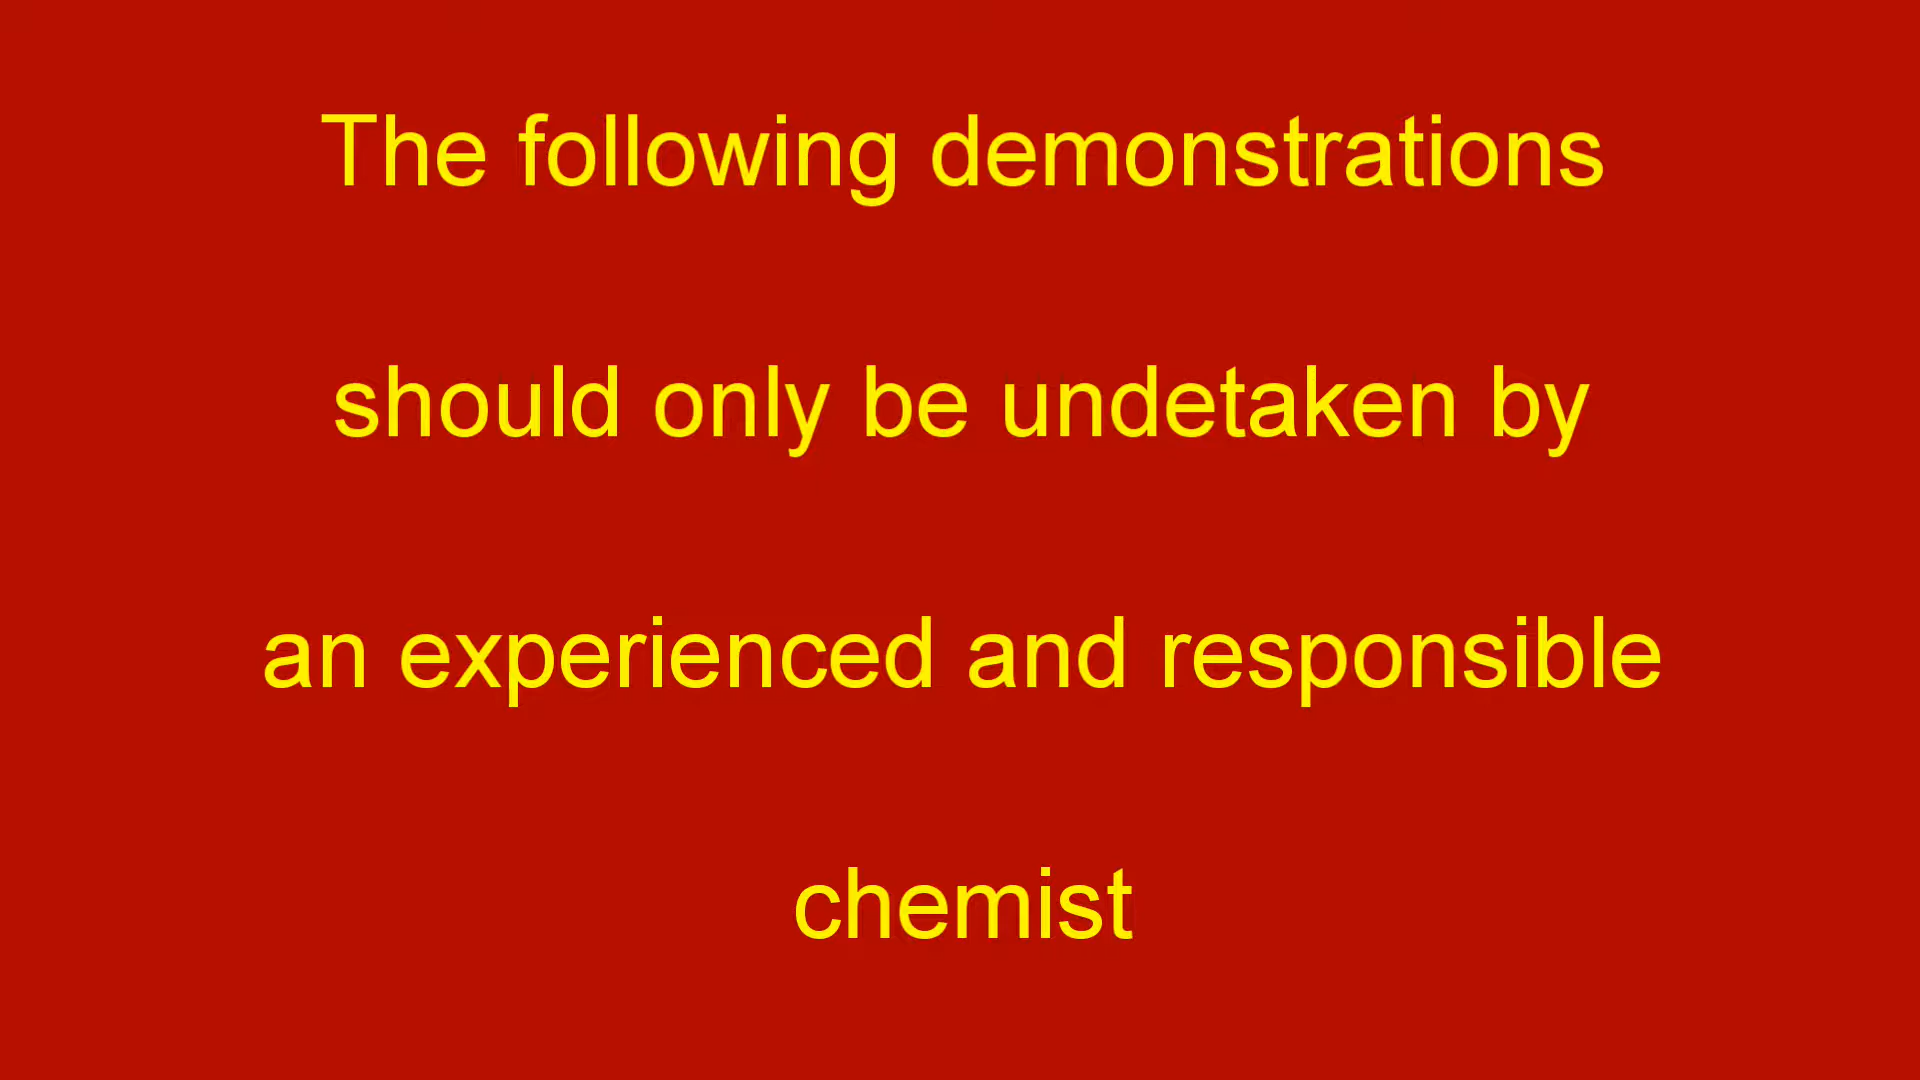 The following demonstrations
should only be undetaken by
an experienced and responsible
chemist